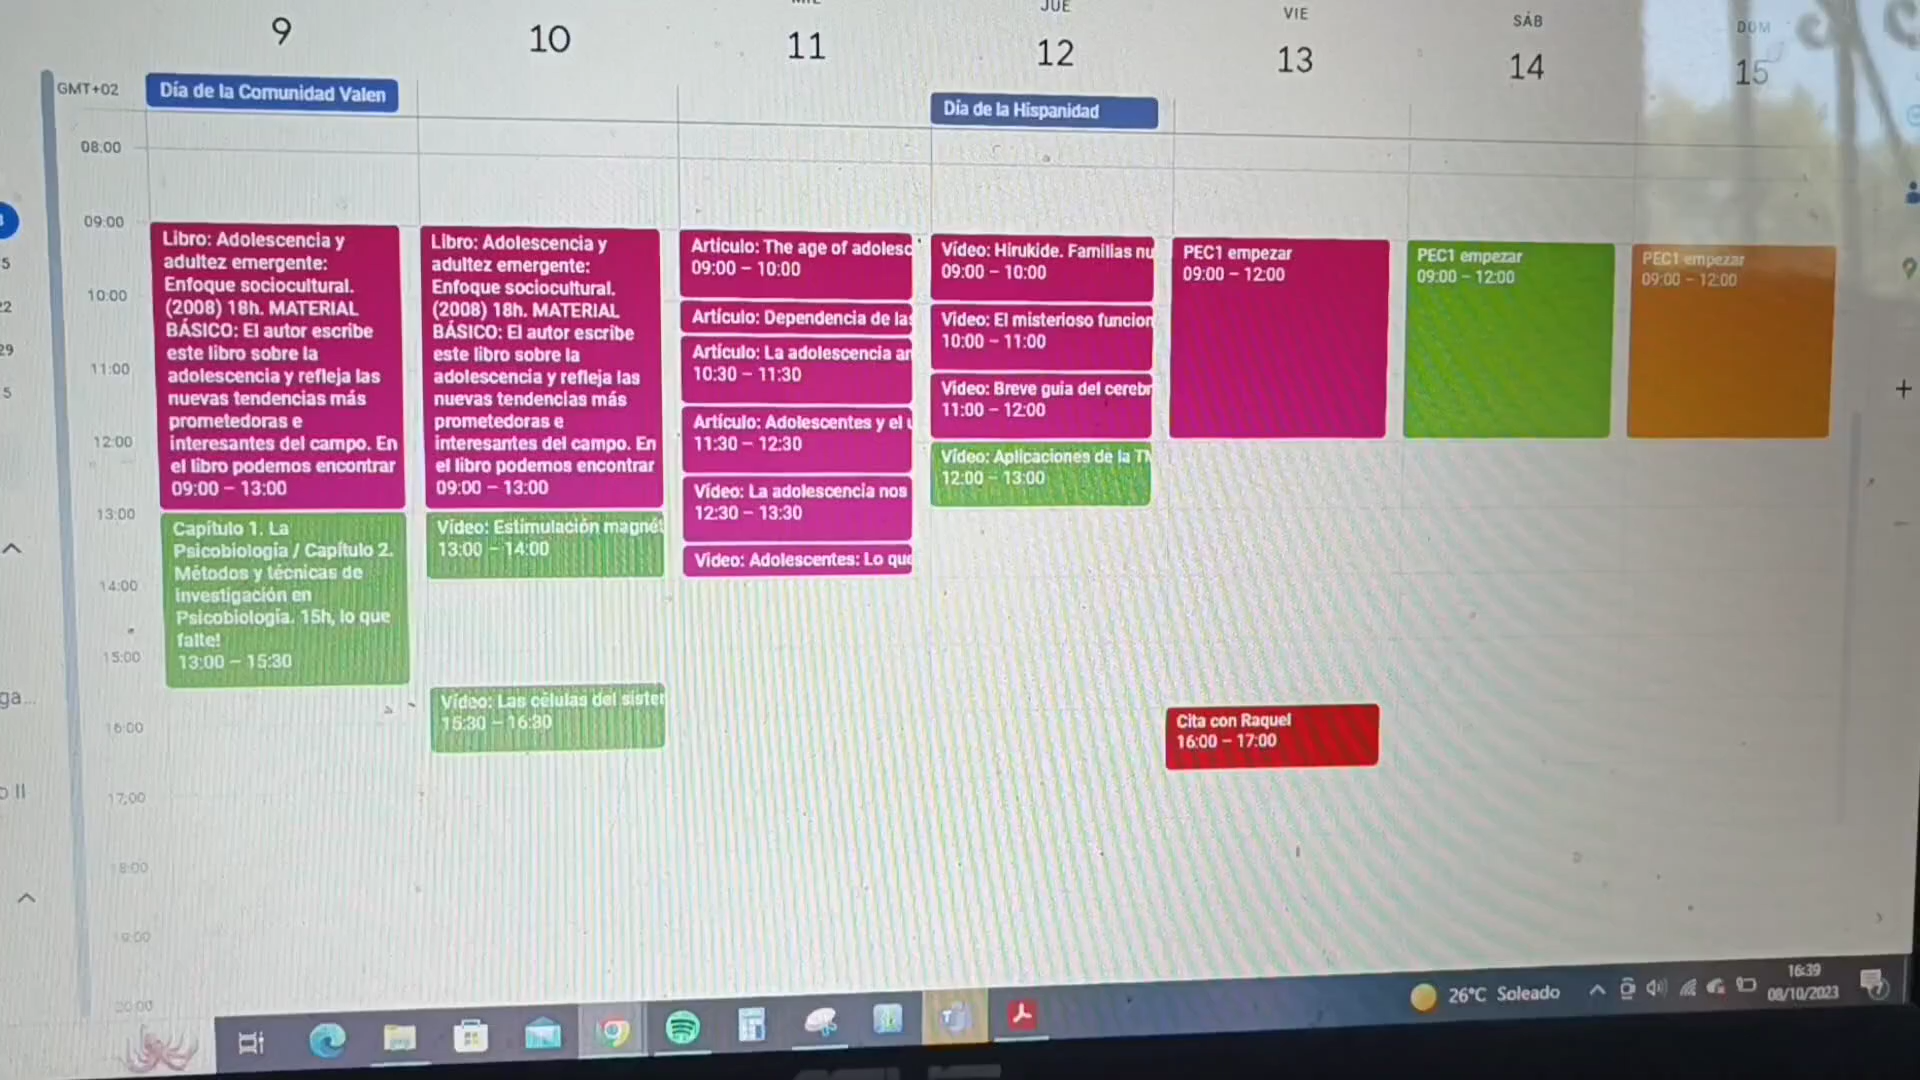 9
10
11
JUE
12
VIE
13
SÁB
14
DOM
15
GMT+02
Día de la Comunidad Valen
Día de la Hispanidad
08:00
09:00
10:00
11:00
12:00
13:00
14:00
15:00
16:00
17:00
18:00
19:00
20:00
Libro: Adolescencia y
adultez emergente:
Enfoque sociocultural.
(2008) 18h. MATERIAL
BÁSICO: El autor escribe
este libro sobre la
adolescencia y refleja las
nuevas tendencias más
prometedoras e
interesantes del campo. En
el libro podemos encontrar
09:00 – 13:00
Capítulo 1. La
Psicobiología / Capítulo 2.
Métodos y técnicas de
investigación en
Psicobiología. 15h, lo que
falte!
13:00 – 15:30
Libro: Adolescencia y
adultez emergente:
Enfoque sociocultural.
(2008) 18h. MATERIAL
BÁSICO: El autor escribe
este libro sobre la
adolescencia y refleja las
nuevas tendencias más
prometedoras e
interesantes del campo. En
el libro podemos encontrar
09:00 – 13:00
Vídeo: Estimulación magnét
13:00 – 14:00
Vídeo: Las células del sister
15:30 – 16:30
Artículo: The age of adolesc
09:00 – 10:00
Artículo: Dependencia de las
Artículo: La adolescencia an
10:30 – 11:30
Artículo: Adolescentes y el u
11:30 – 12:30
Vídeo: La adolescencia nos
12:30 – 13:30
Vídeo: Adolescentes: Lo que
Vídeo: Hirukide. Familias nu
09:00 – 10:00
Vídeo: El misterioso funcion
10:00 – 11:00
Vídeo: Breve guía del cerebr
11:00 – 12:00
Vídeo: Aplicaciones de la TM
12:00 – 13:00
PEC1 empezar
09:00 – 12:00
Cita con Raquel
16:00 – 17:00
PEC1 empezar
09:00 – 12:00
PEC1 empezar
09:00 – 12:00
5
22
29
5
ga...
o II
26°C Soleado
16:39
08/10/2023